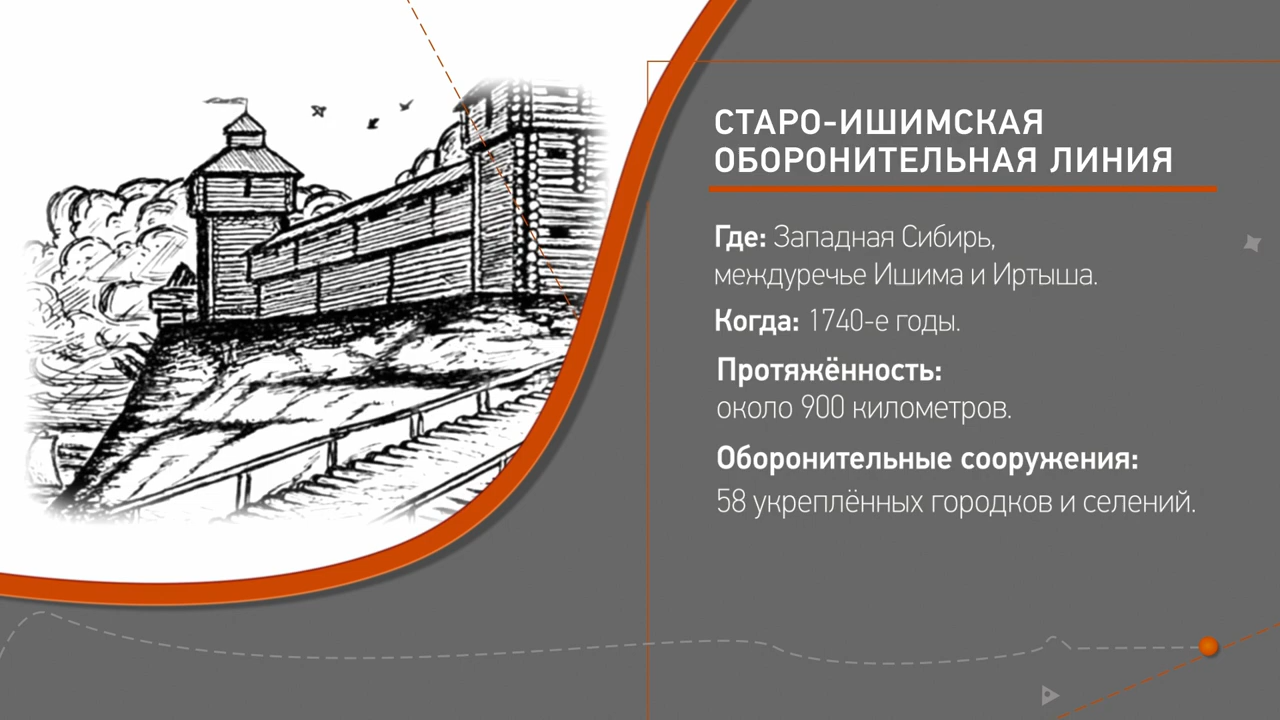 СТАРО-ИШИМСКАЯ
ОБОРОНИТЕЛЬНАЯ ЛИНИЯ
Где: Западная Сибирь,
междуречье Ишима и Иртыша.
Когда: 1740-е годы.
Протяжённость:
около 900 километров.
Оборонительные сооружения:
58 укреплённых городков и селений.